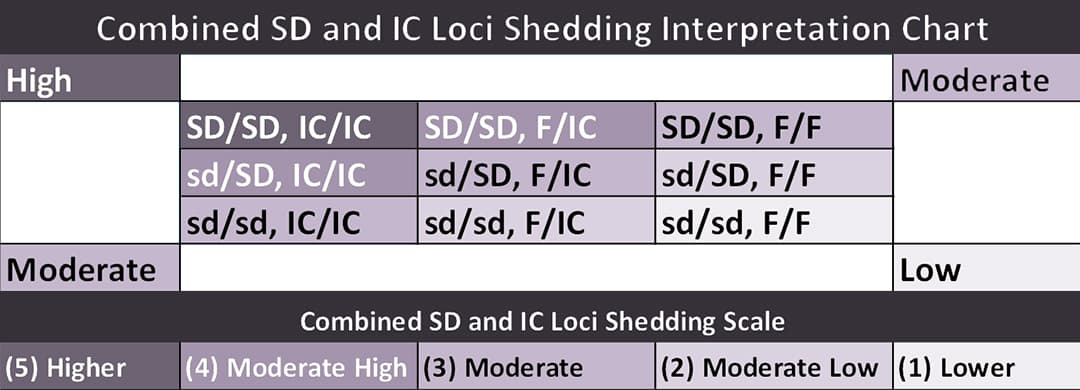 Combined SD and IC Loci Shedding Interpretation Chart
High Moderate
SD/SD, IC/IC SD/SD, F/IC SD/SD, F/F
sd/SD, IC/IC sd/SD, F/IC sd/SD, F/F
sd/sd, IC/IC sd/sd, F/IC sd/sd, F/F
Moderate Low
Combined SD and IC Loci Shedding Scale
(5) Higher (4) Moderate High (3) Moderate (2) Moderate Low (1) Lower